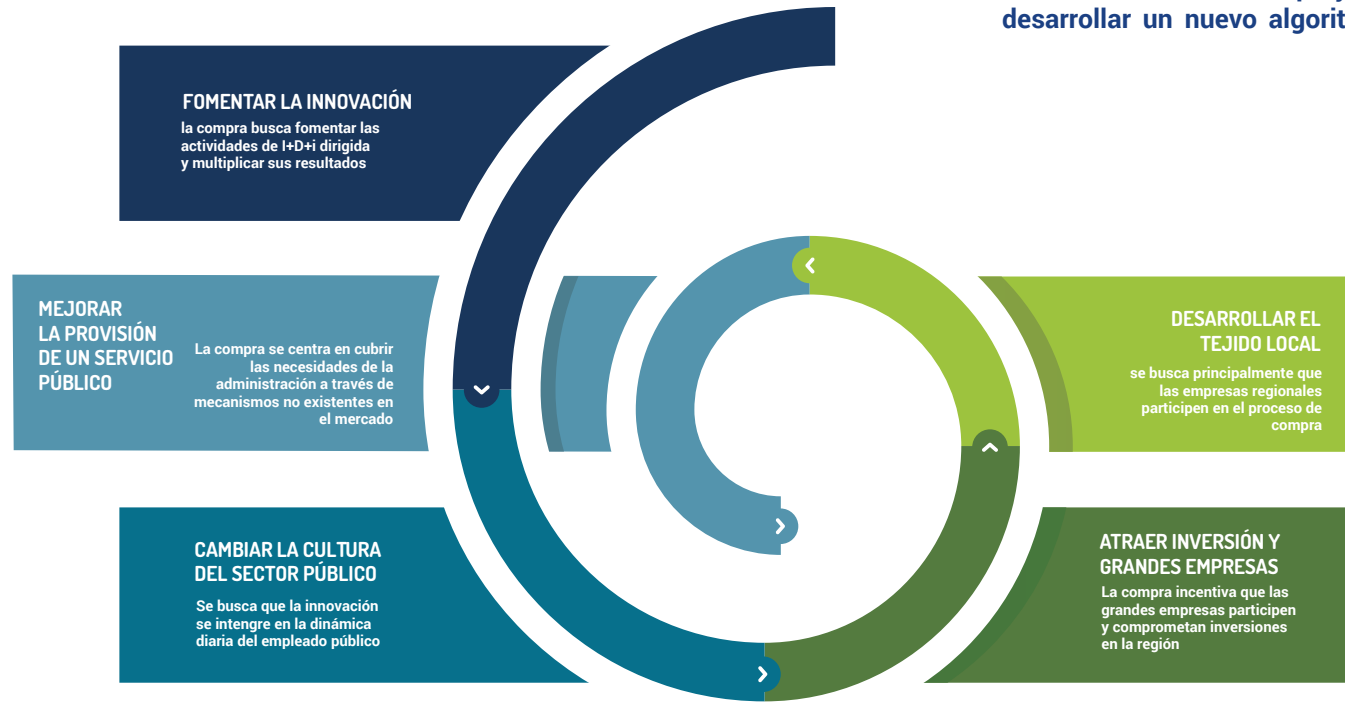 desarrollar un nuevo algorit
FOMENTAR LA INNOVACIÓN
la compra busca fomentar las
actividades de I+D+i dirigida
y multiplicar sus resultados
MEJORAR
LA PROVISIÓN
DE UN SERVICIO
PÚBLICO
La compra se centra en cubrir
las necesidades de la
administración a través de
mecanismos no existentes en
el mercado
DESARROLLAR EL
TEJIDO LOCAL
se busca principalmente que
las empresas regionales
participen en el proceso de
compra
CAMBIAR LA CULTURA
DEL SECTOR PÚBLICO
Se busca que la innovación
se intengre en la dinámica
diaria del empleado público
ATRAER INVERSIÓN Y
GRANDES EMPRESAS
La compra incentiva que las
grandes empresas participen
y comprometan inversiones
en la región